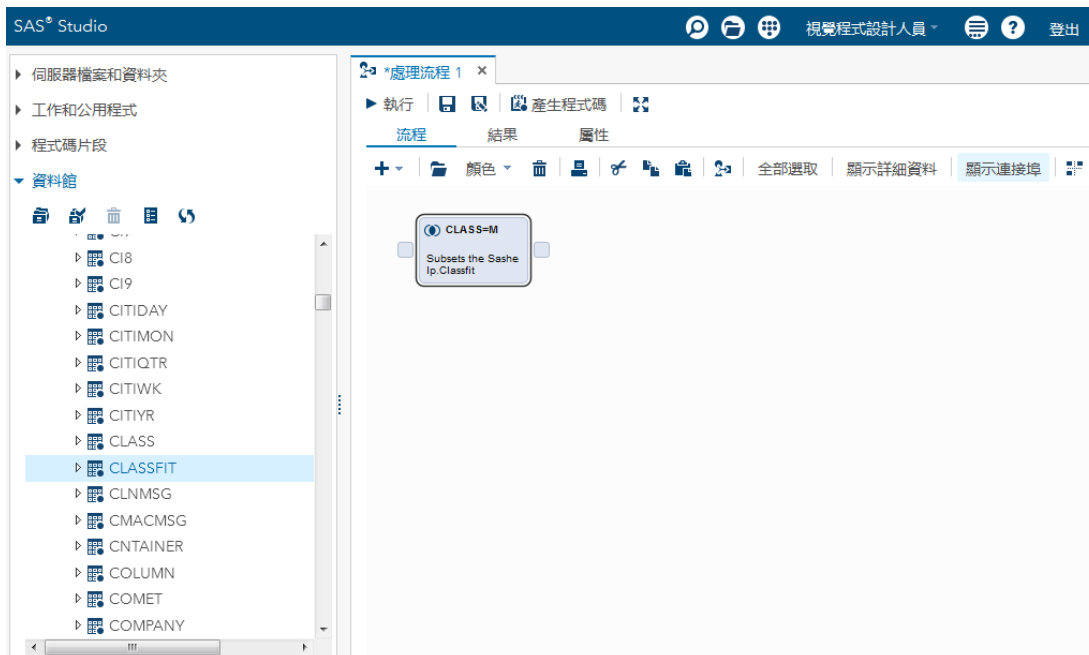 SAS® Studio
視覺程式設計人員
登出
伺服器檔案和資料夾
工作和公用程式
程式碼片段
資料館
CI8
CI9
CITIDAY
CITIMON
CITIQTR
CITIWK
CITIYR
CLASS
CLASSFIT
CLNMSG
CMACMSG
CNTAINER
COLUMN
COMET
COMPANY
*處理流程 1
執行 產生程式碼
流程 結果 屬性
顏色 全部選取 顯示詳細資料 顯示連接埠
CLASS=M
Subsets the Sashe
lp.Classfit